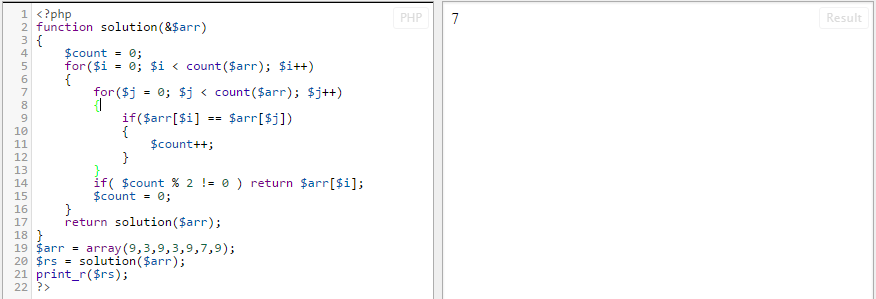 PHP
1 <?php
2 function solution(&$arr)
3 {
4     $count = 0;
5     for($i = 0; $i < count($arr); $i++)
6     {
7         for($j = 0; $j < count($arr); $j++)
8         {
9             if($arr[$i] == $arr[$j])
10             {
11                 $count++;
12             }
13         }
14         if( $count % 2 != 0 ) return $arr[$i];
15         $count = 0;
16     }
17     return solution($arr);
18 }
19 $arr = array(9,3,9,3,9,7,9);
20 $rs = solution($arr);
21 print_r($rs);
22 ?>
Result
7